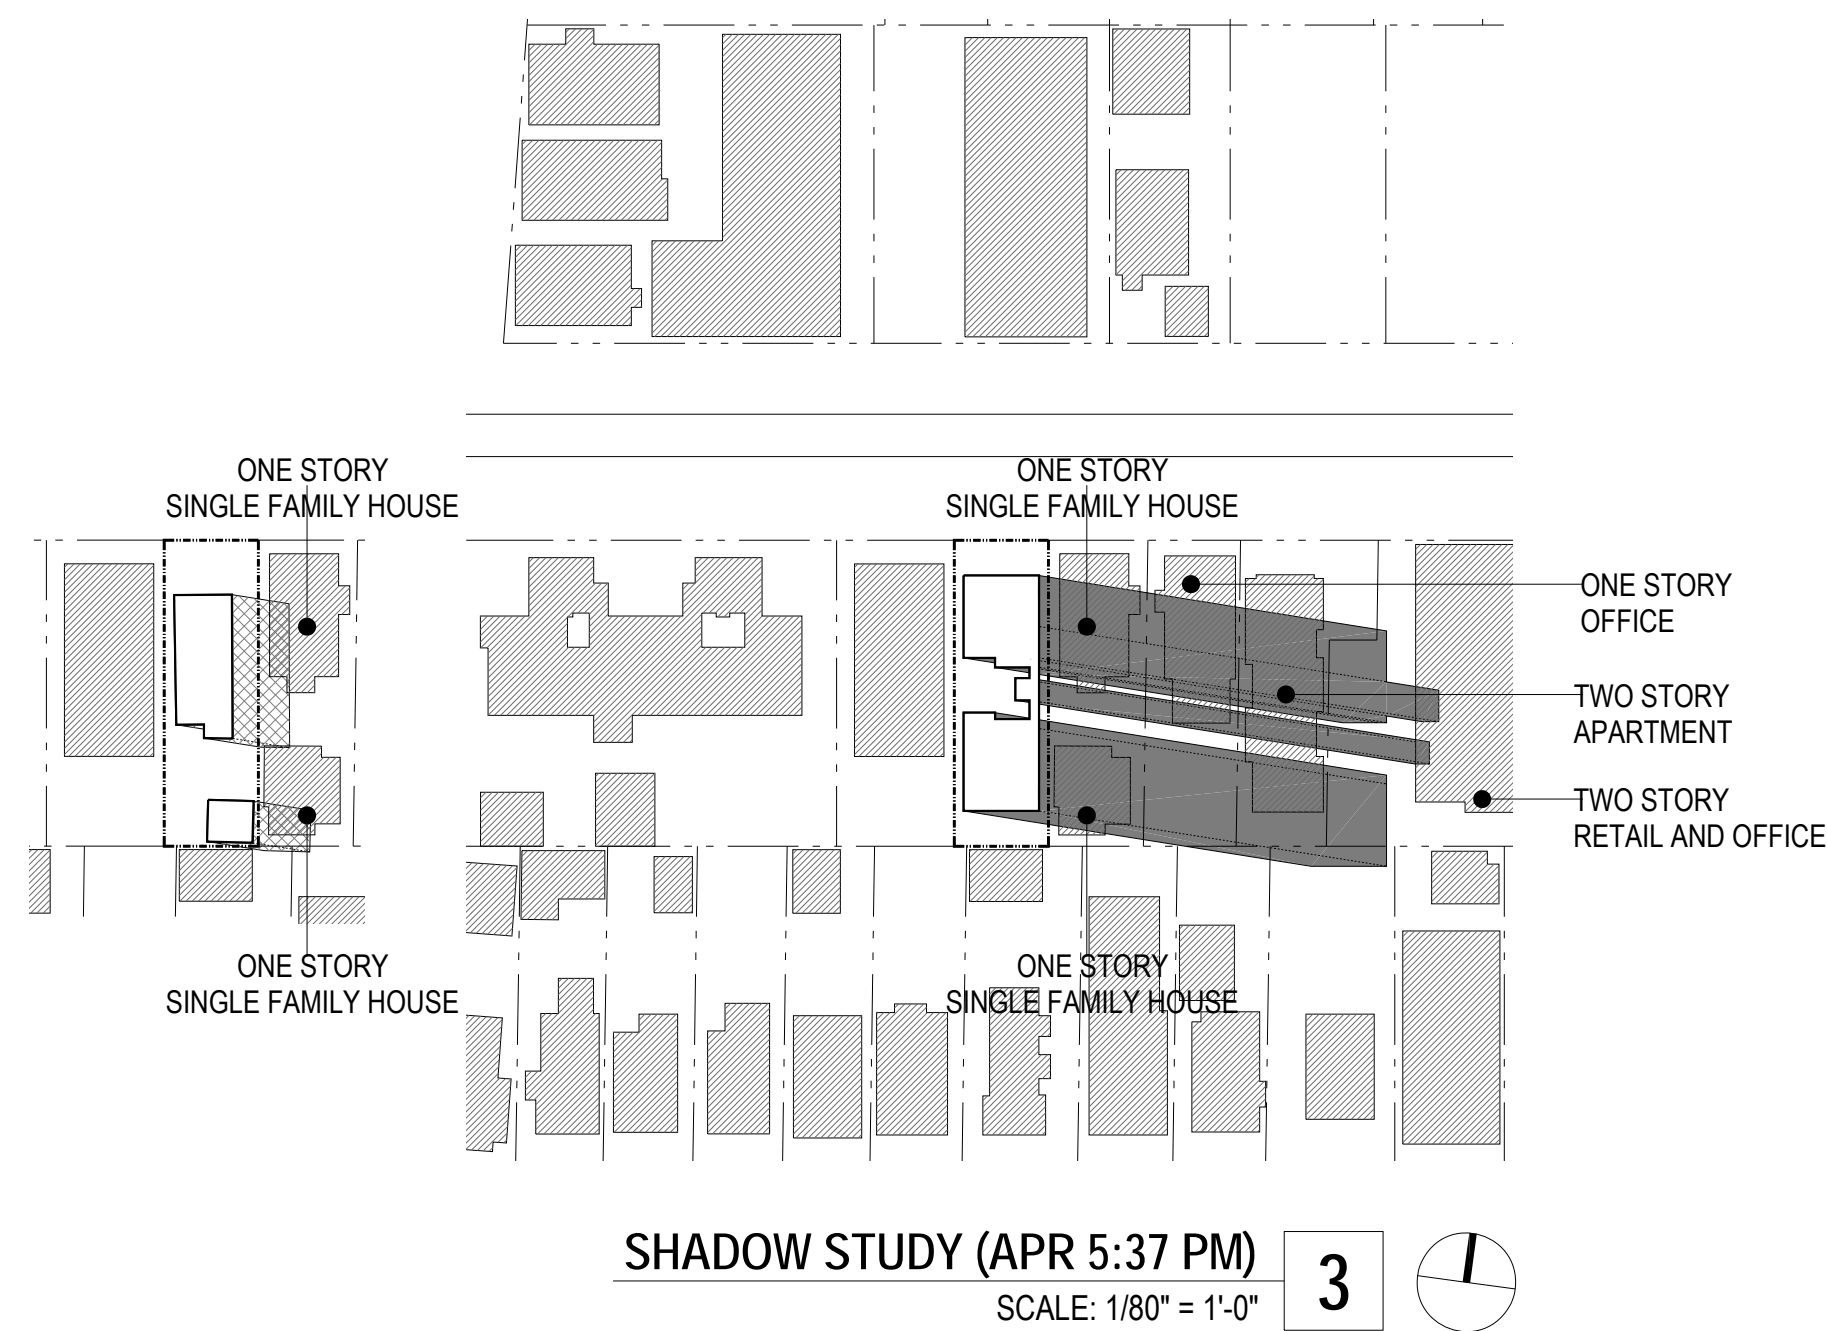 ONE STORY
SINGLE FAMILY HOUSE
ONE STORY
SINGLE FAMILY HOUSE
ONE STORY
OFFICE
TWO STORY
APARTMENT
TWO STORY
RETAIL AND OFFICE
ONE STORY
SINGLE FAMILY HOUSE
ONE STORY
SINGLE FAMILY HOUSE
SHADOW STUDY (APR 5:37 PM)
3
SCALE: 1/80" = 1'-0"